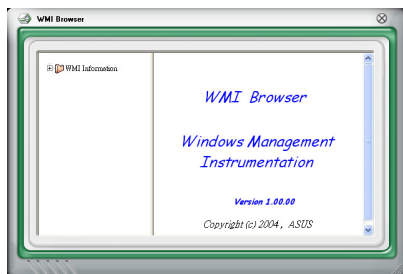 WMI Browser
WMI Information
WMI Browser
Windows Management
Instrumentation
Version 1.00.00
Copyright (c) 2004, ASUS